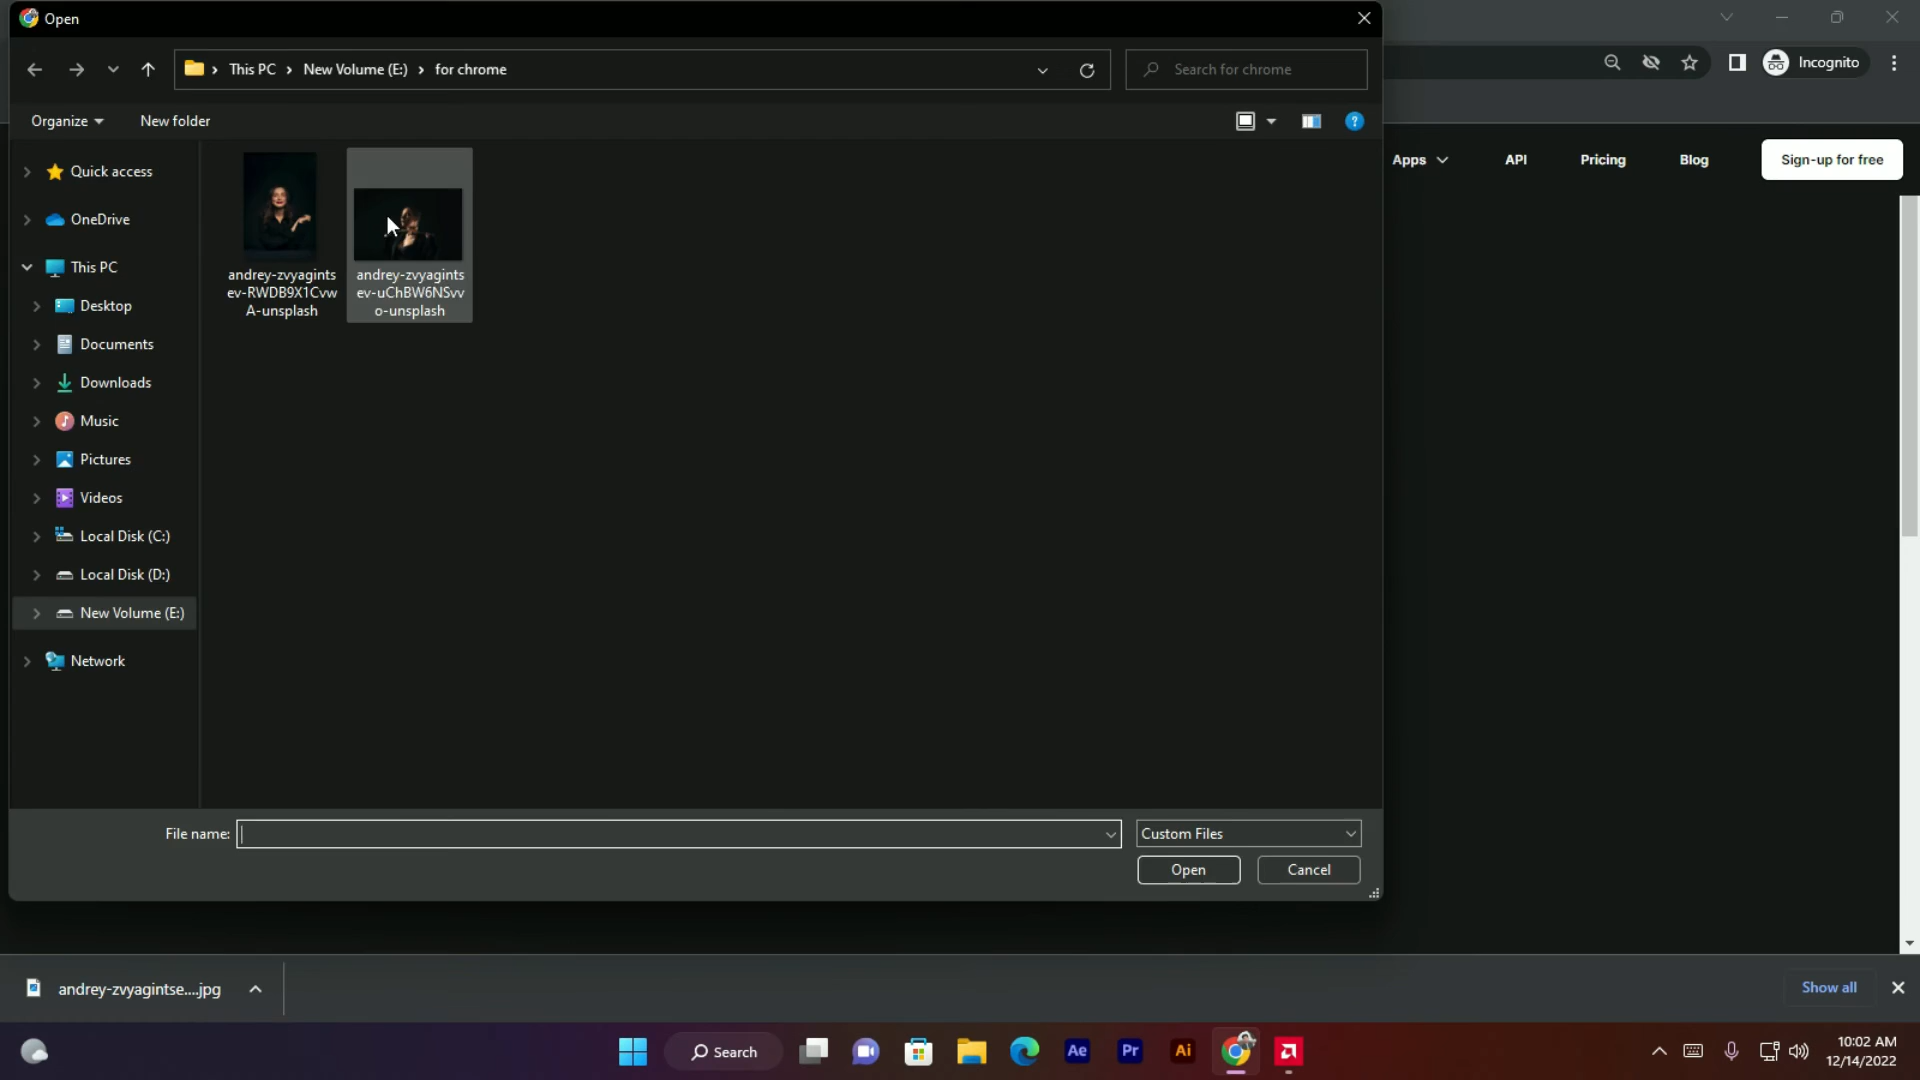 Open
This PC
New Volume (E:)
for chrome
Search for chrome
Incognito
Organize
New folder
Apps
API
Pricing
Blog
Sign-up for free
Quick access
OneDrive
This PC
Desktop
Documents
Downloads
Music
Pictures
Videos
Local Disk (C:)
Local Disk (D:)
New Volume (E:)
Network
andrey-zvyagints
ev-RWDB9X1Cvw
A-unsplash
andrey-zvyagints
ev-uChBW6NSvv
o-unsplash
File name:
Custom Files
Open
Cancel
andrey-zvyagintse....jpg
Show all
Search
Ae
Pr
Ai
10:02 AM
12/14/2022